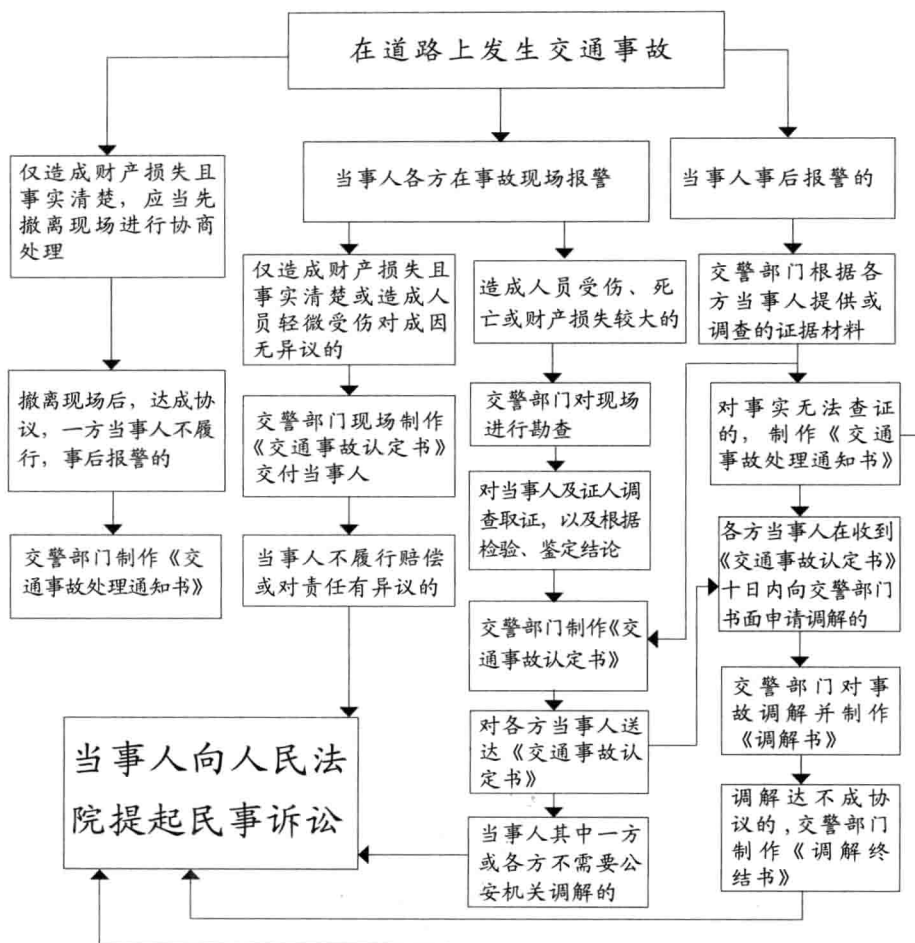 在道路上发生交通事故
仅造成财产损失且
事实清楚，应当先
撤离现场进行协商
处理
撤离现场后，达成协
议，一方当事人不履
行，事后报警的
交警部门制作《交
通事故处理通知书》
当事人各方在事故现场报警
仅造成财产损失且
事实清楚或造成人
员轻微受伤对成因
无异议的
交警部门现场制作
《交通事故认定书》
交付当事人
当事人不履行赔偿
或对责任有异议的
当事人向人民法
院提起民事诉讼
造成人员受伤、死
亡或财产损失较大的
交警部门对现场
进行勘查
对当事人及证人调
查取证，以及根据
检验、鉴定结论
交警部门制作《交
通事故认定书》
对各方当事人送
达《交通事故认
定书》
当事人其中一方
或各方不需要公
安机关调解的
当事人事后报警的
交警部门根据各
方当事人提供或
调查的证据材料
对事实无法查证
的，制作《交通
事故处理通知书》
各方当事人在收到
《交通事故认定书》
十日内向交警部门
书面申请调解的
交警部门对事
故调解并制作
《调解书》
调解达不成协
议的，交警部门
制作《调解终
结书》